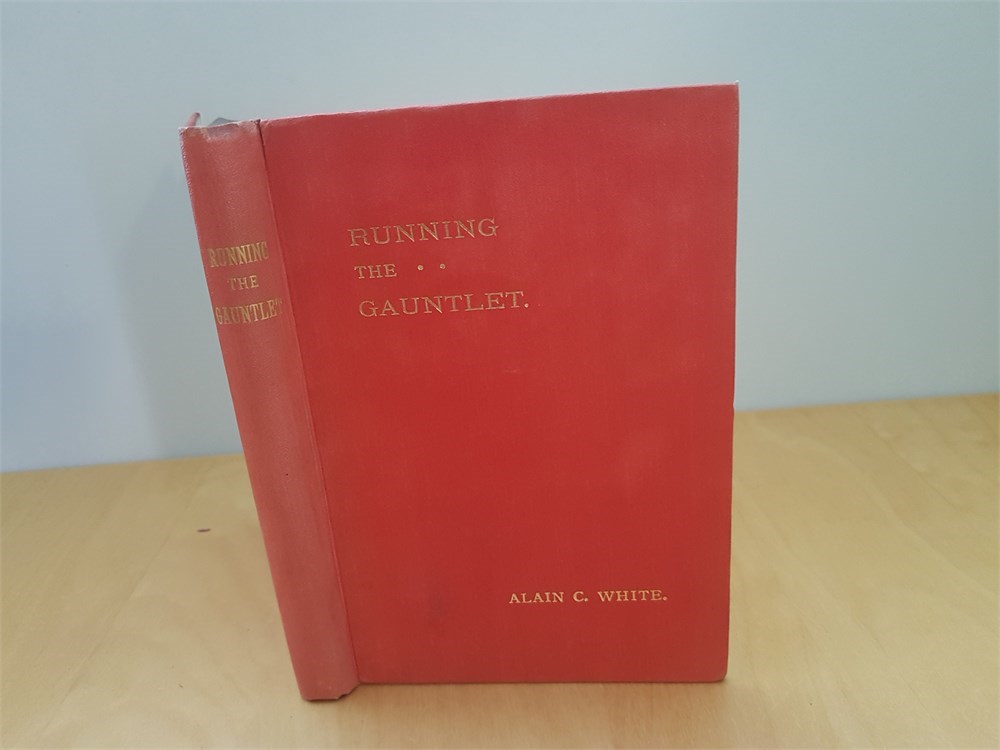 RUNNING
THE
GAUNTLET
RUNNING
THE
GAUNTLET.
ALAIN C. WHITE.